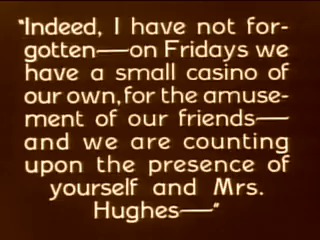 "Indeed, I have not for-
gotten—on Fridays we
have a small casino of
our own, for the amuse-
ment of our friends—
and we are counting
upon the presence of
yourself and Mrs.
Hughes—"